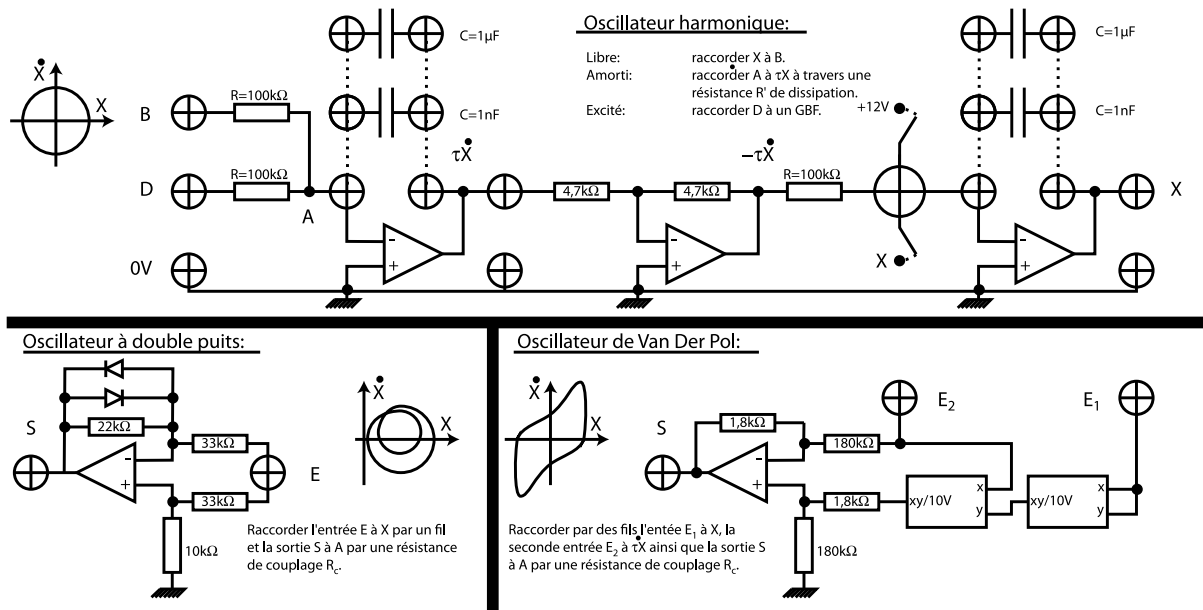 Oscillateur harmonique:
Libre: raccorder X à B.
Amorti: raccorder A à τẊ à travers une
résistance R' de dissipation.
Excité: raccorder D à un GBF.
Ẋ
X
B
R=100kΩ
D
R=100kΩ
A
0V
C=1µF
C=1nF
τẊ
-
+
4,7kΩ
4,7kΩ
−τẊ
-
+
R=100kΩ
+12V
X
C=1µF
C=1nF
-
+
X
Oscillateur à double puits:
S
22kΩ
-
+
33kΩ
33kΩ
E
10kΩ
Ẋ
X
Raccorder l'entrée E à X par un fil
et la sortie S à A par une résistance
de couplage Rc.
Oscillateur de Van Der Pol:
Ẋ
X
S
1,8kΩ
-
+
180kΩ
1,8kΩ
180kΩ
E2
E1
xy/10V
x
y
xy/10V
x
y
Raccorder par des fils l'entée E1 à X, la
seconde entrée E2 à τẊ ainsi que la sortie S
à A par une résistance de couplage Rc.